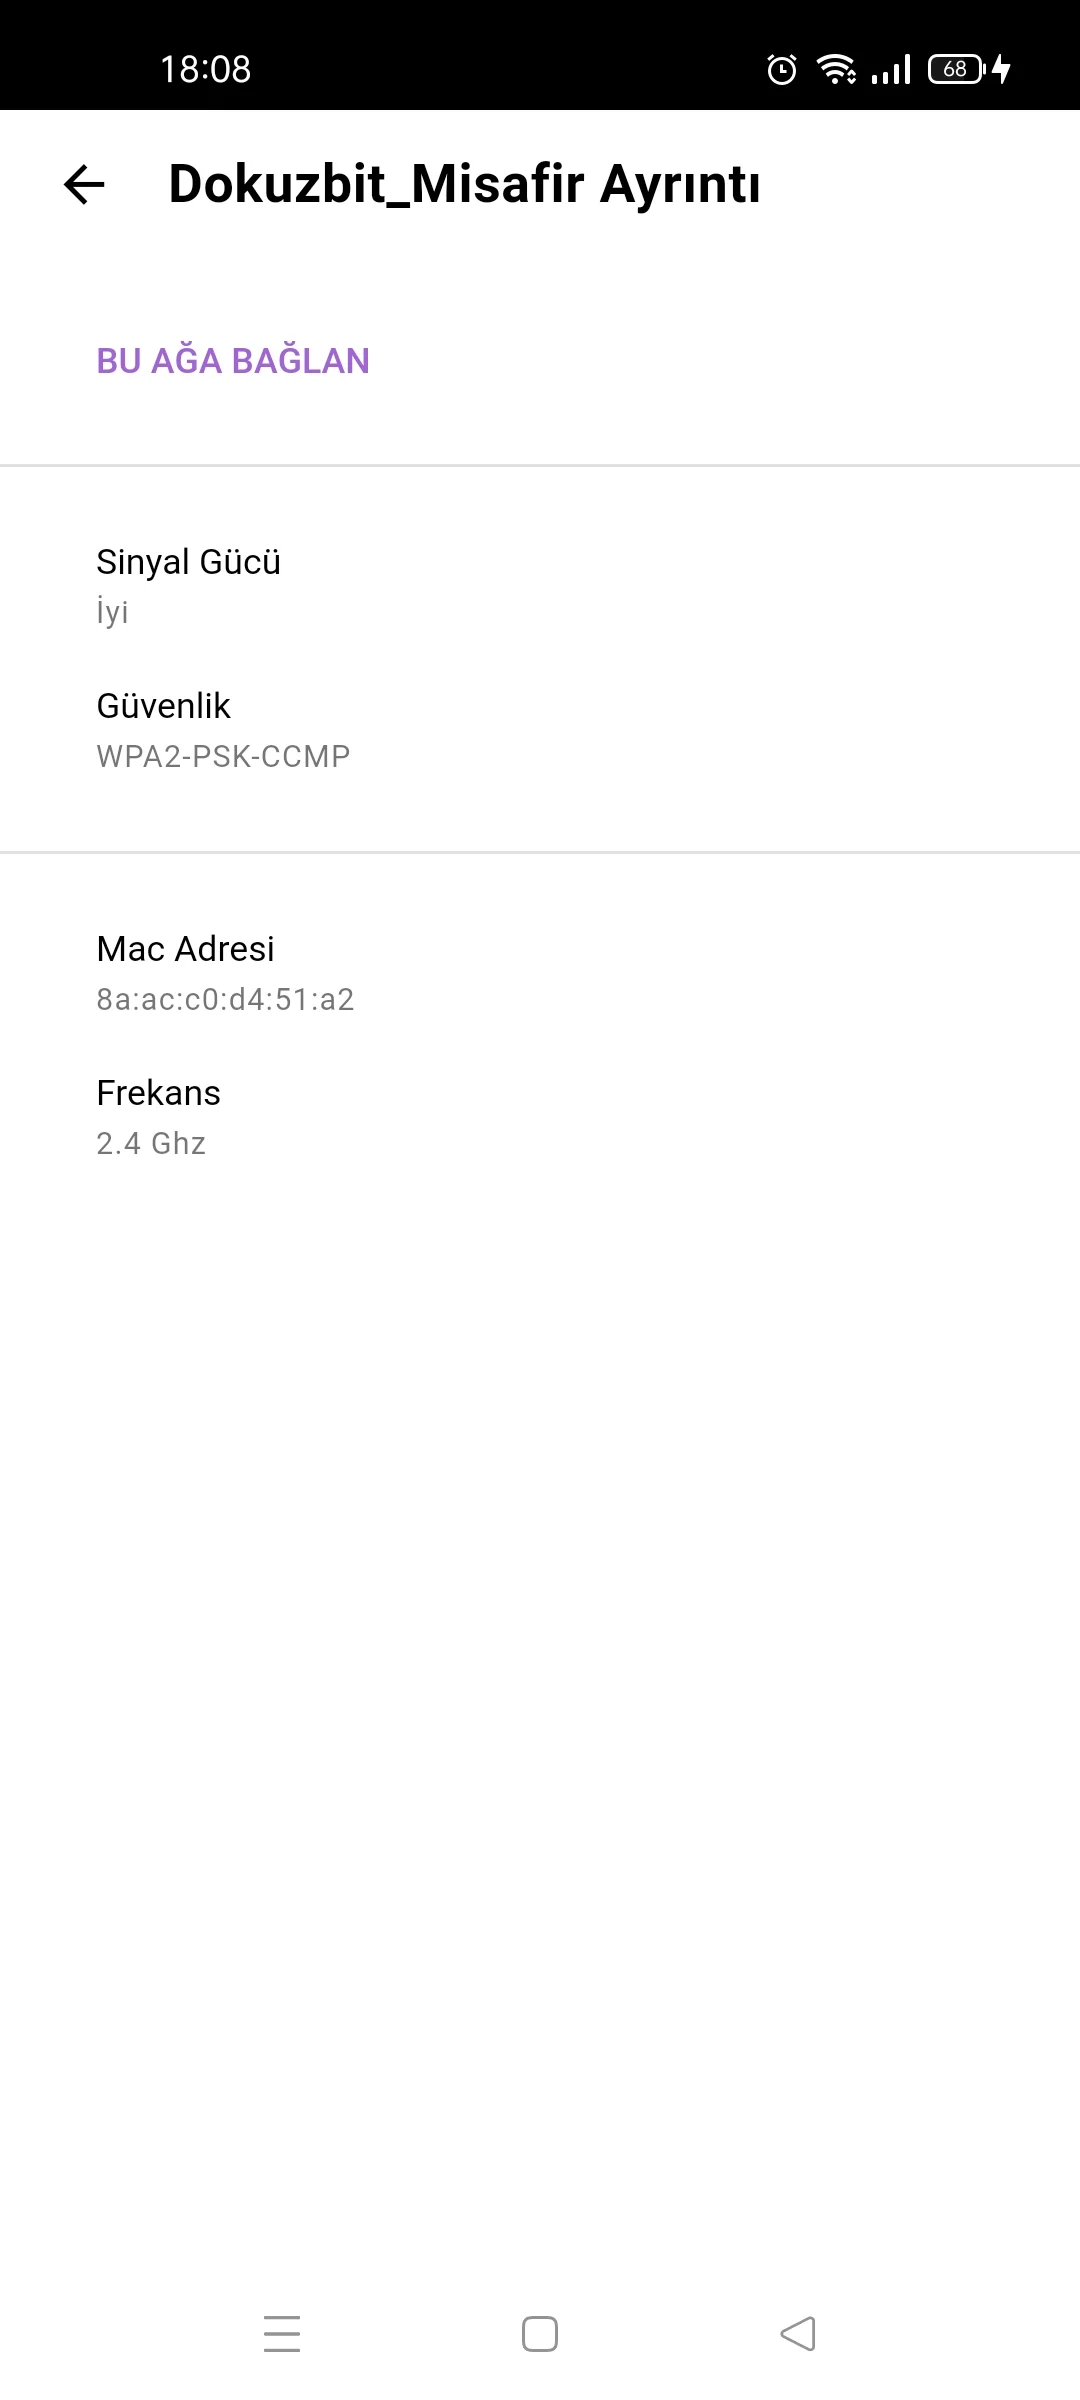 18:08
68
Dokuzbit_Misafir Ayrıntı
BU AĞA BAĞLAN
Sinyal Gücü
İyi
Güvenlik
WPA2-PSK-CCMP
Mac Adresi
8a:ac:c0:d4:51:a2
Frekans
2.4 Ghz